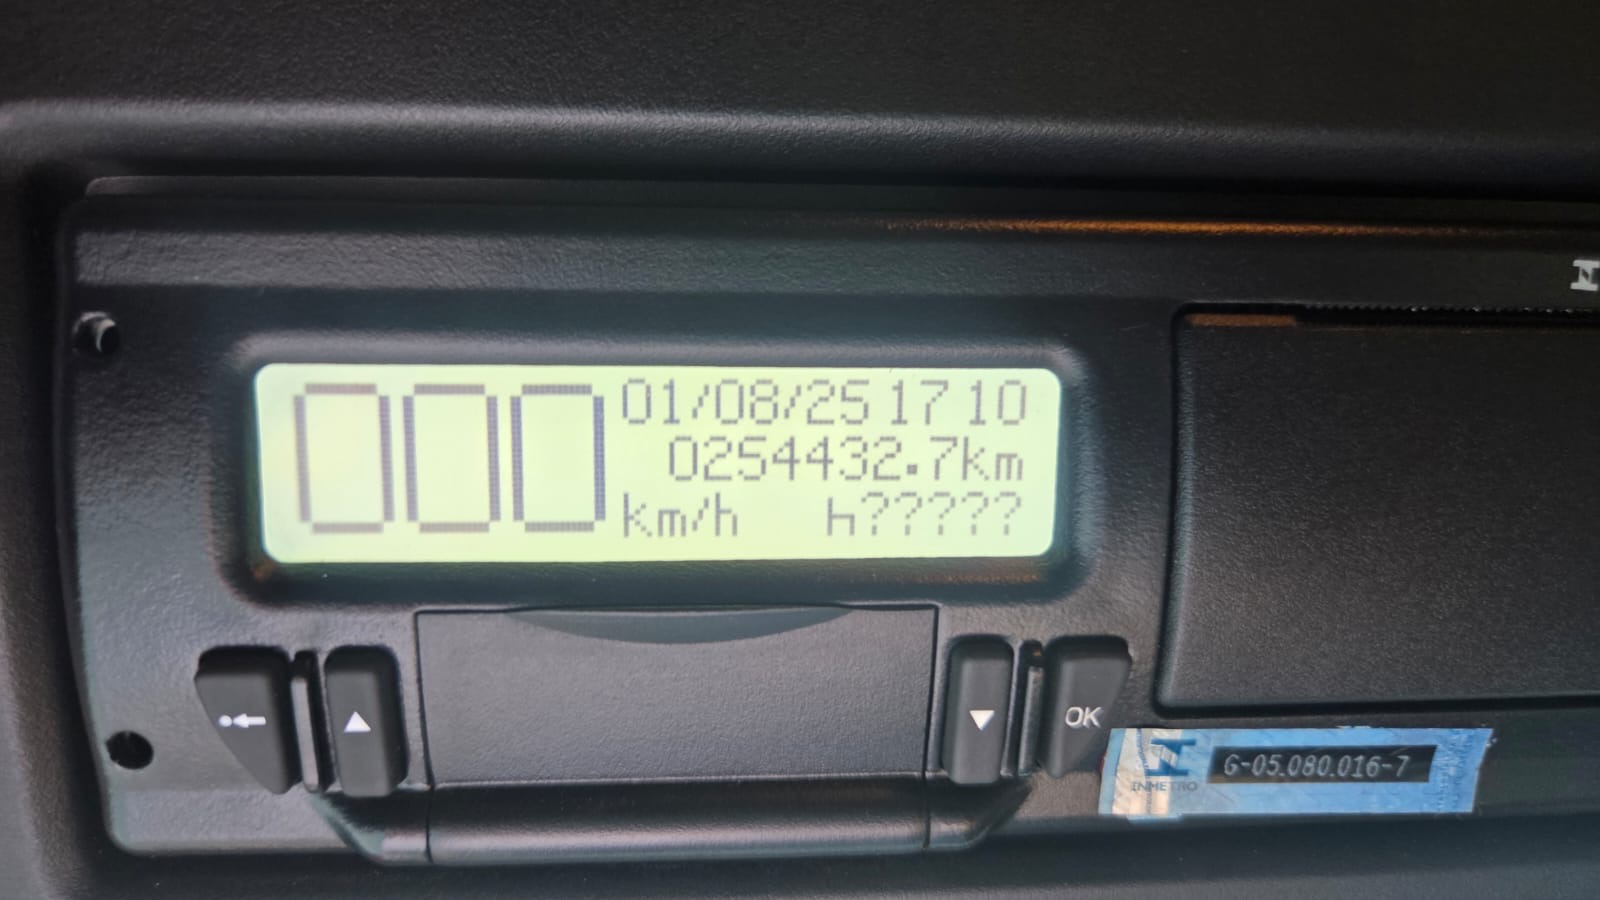 000
01/08/25 17 10
0254432.7km
km/h h?????
OK
INMETRO
G-05.080.016-7